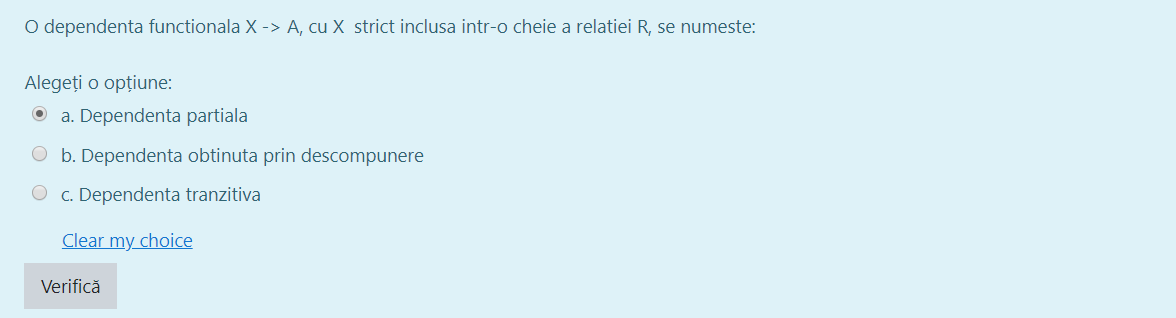 O dependenta functionala X -> A, cu X strict inclusa intr-o cheie a relatiei R, se numeste:
Alegeți o opțiune:
a. Dependenta partiala
b. Dependenta obtinuta prin descompunere
c. Dependenta tranzitiva
Clear my choice
Verifică